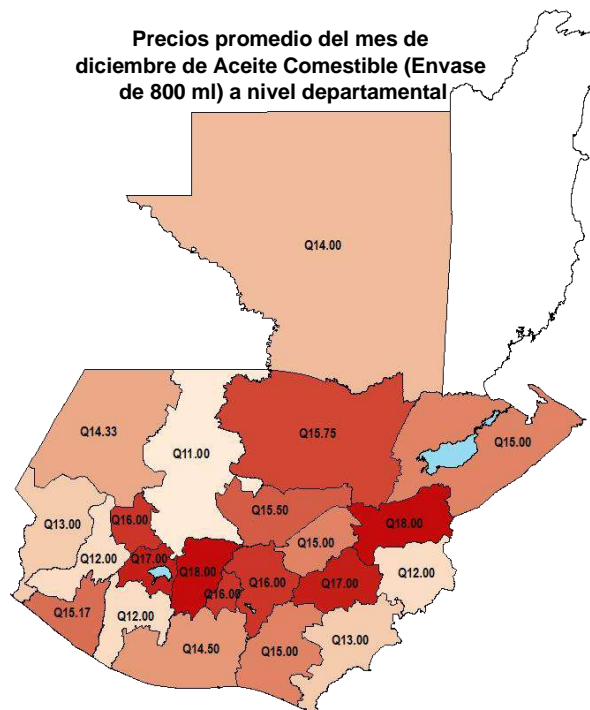 Precios promedio del mes de
diciembre de Aceite Comestible (Envase
de 800 ml) a nivel departamental
Q14.00
Q14.33
Q11.00
Q15.75
Q15.00
Q13.00
Q16.00
Q15.50
Q18.00
Q12.00
Q15.00
Q17.00
Q18.00
Q16.00
Q17.00
Q12.00
Q16.00
Q15.17
Q12.00
Q14.50
Q15.00
Q13.00